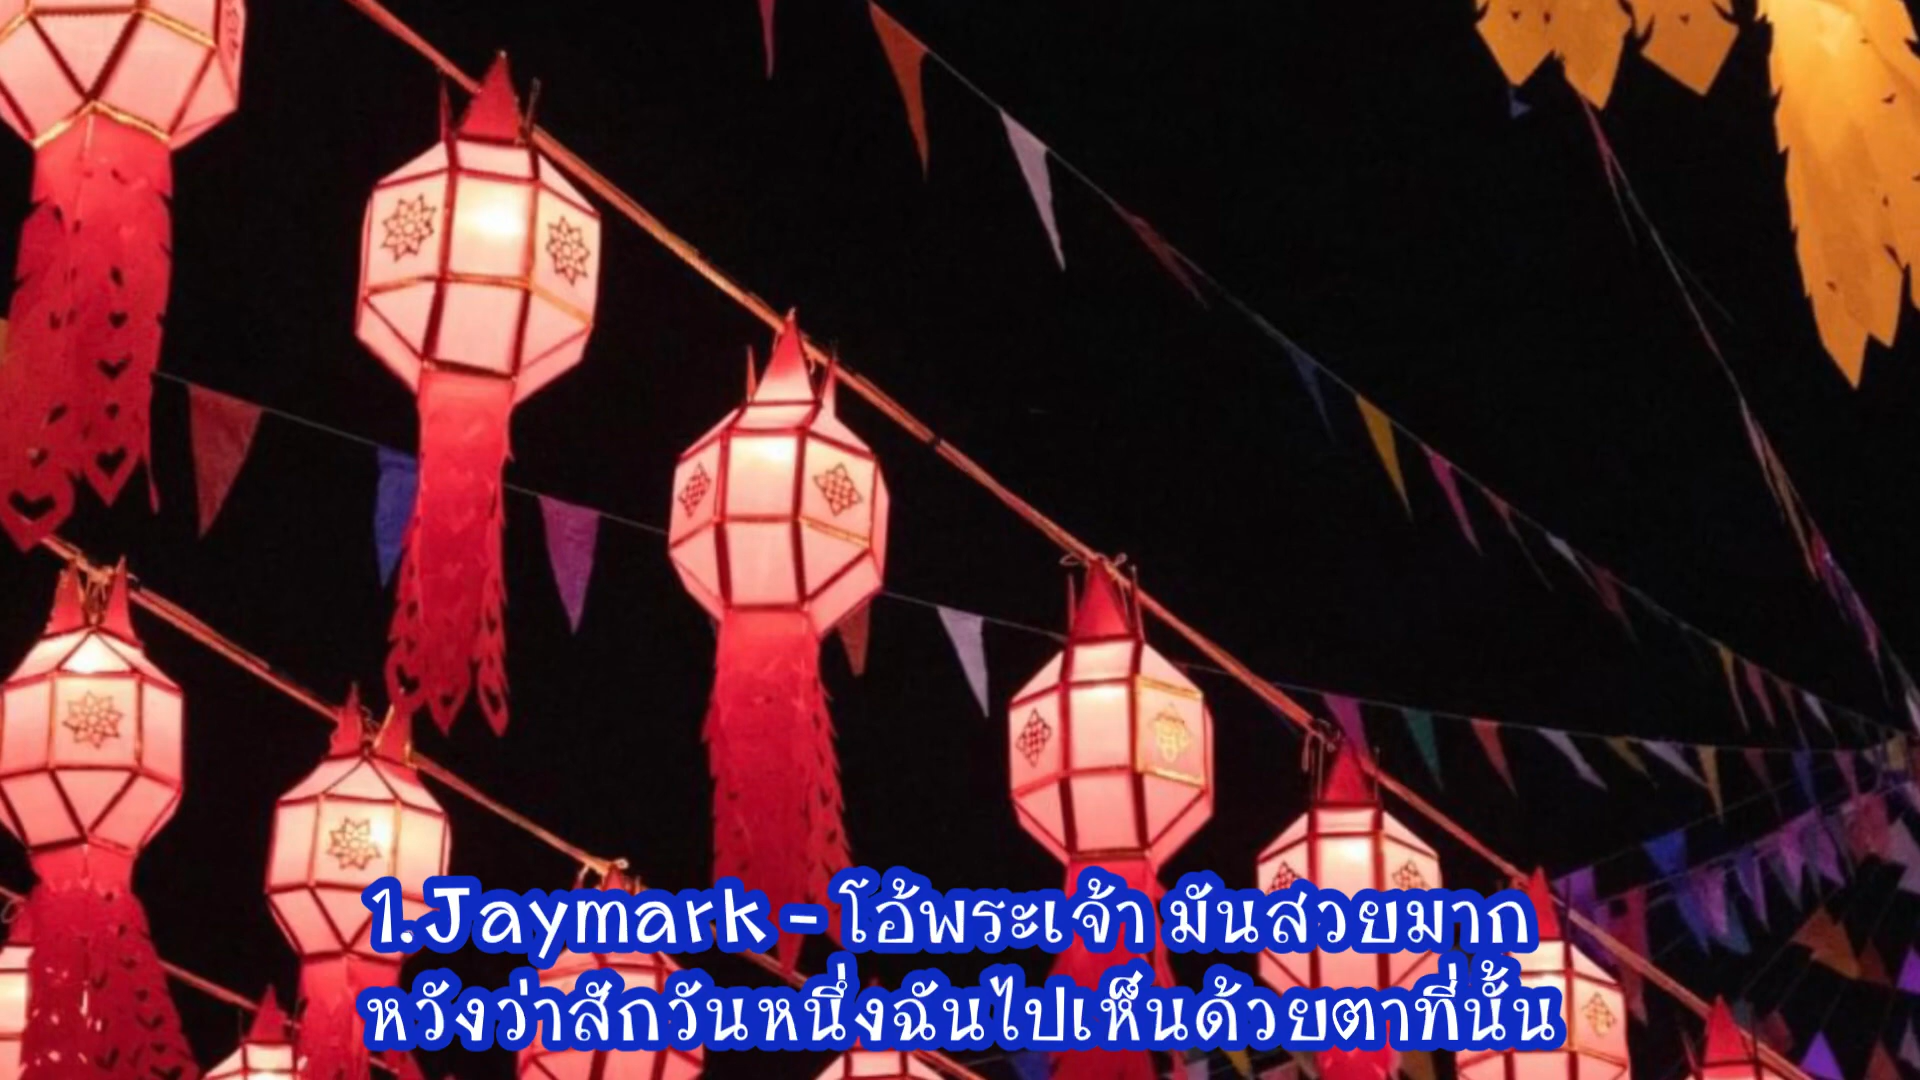 1.Jaymark - โอ้พระเจ้า มันสวยมาก
หวังว่าสักวันหนึ่งฉันไปเห็นด้วยตาที่นั้น